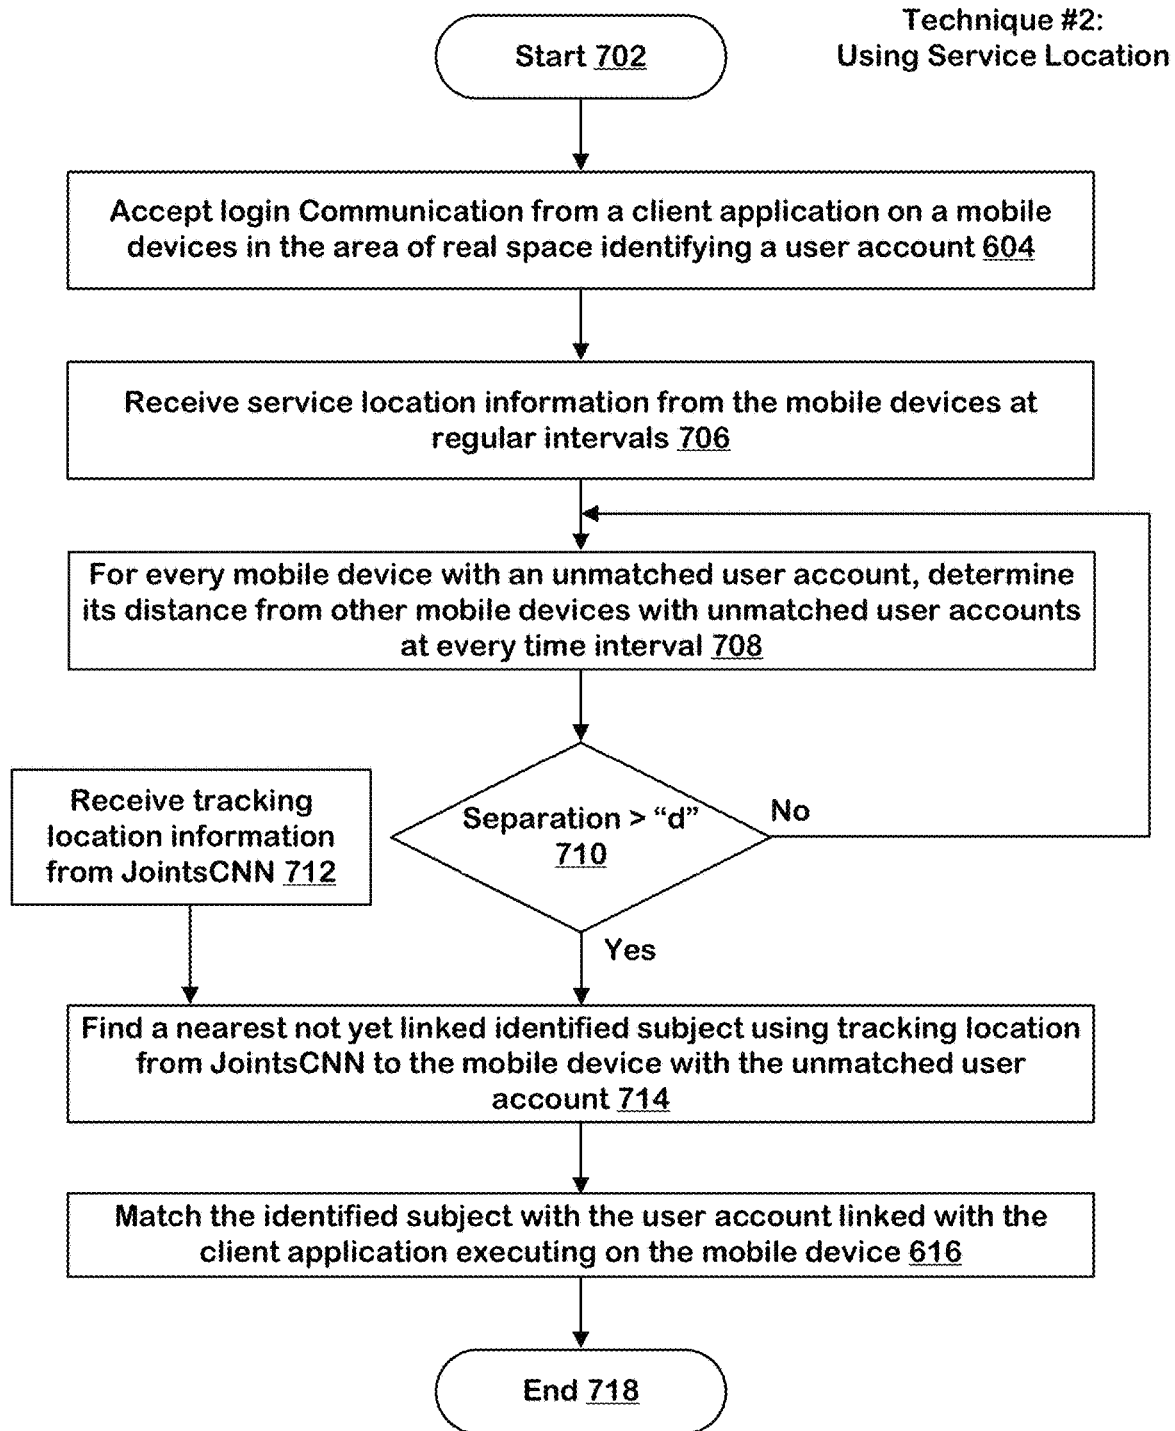 Technique #2:
Using Service Location
Start 702
Accept login Communication from a client application on a mobile
devices in the area of real space identifying a user account 604
Receive service location information from the mobile devices at
regular intervals 706
For every mobile device with an unmatched user account, determine
its distance from other mobile devices with unmatched user accounts
at every time interval 708
Separation > “d”
710
No
Yes
Receive tracking
location information
from JointsCNN 712
Find a nearest not yet linked identified subject using tracking location
from JointsCNN to the mobile device with the unmatched user
account 714
Match the identified subject with the user account linked with the
client application executing on the mobile device 616
End 718